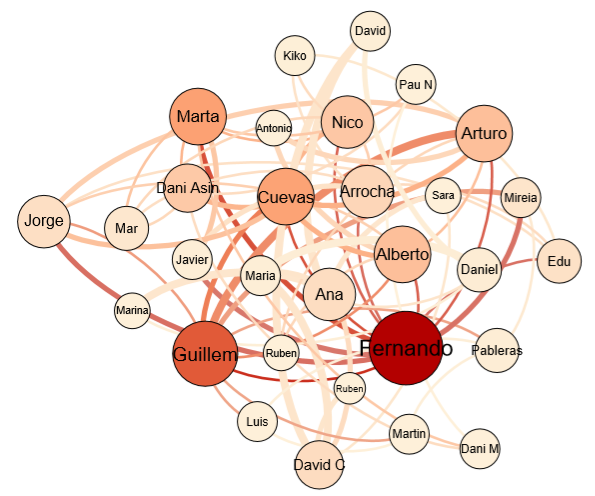 David
Kiko
Pau N
Marta
Antonio
Nico
Arturo
Dani Asin
Cuevas
Arrocha
Sara
Mireia
Jorge
Mar
Javier
Maria
Alberto
Daniel
Edu
Ana
Marina
Guillem
Ruben
Fernando
Pableras
Ruben
Luis
Martin
Dani M
David C